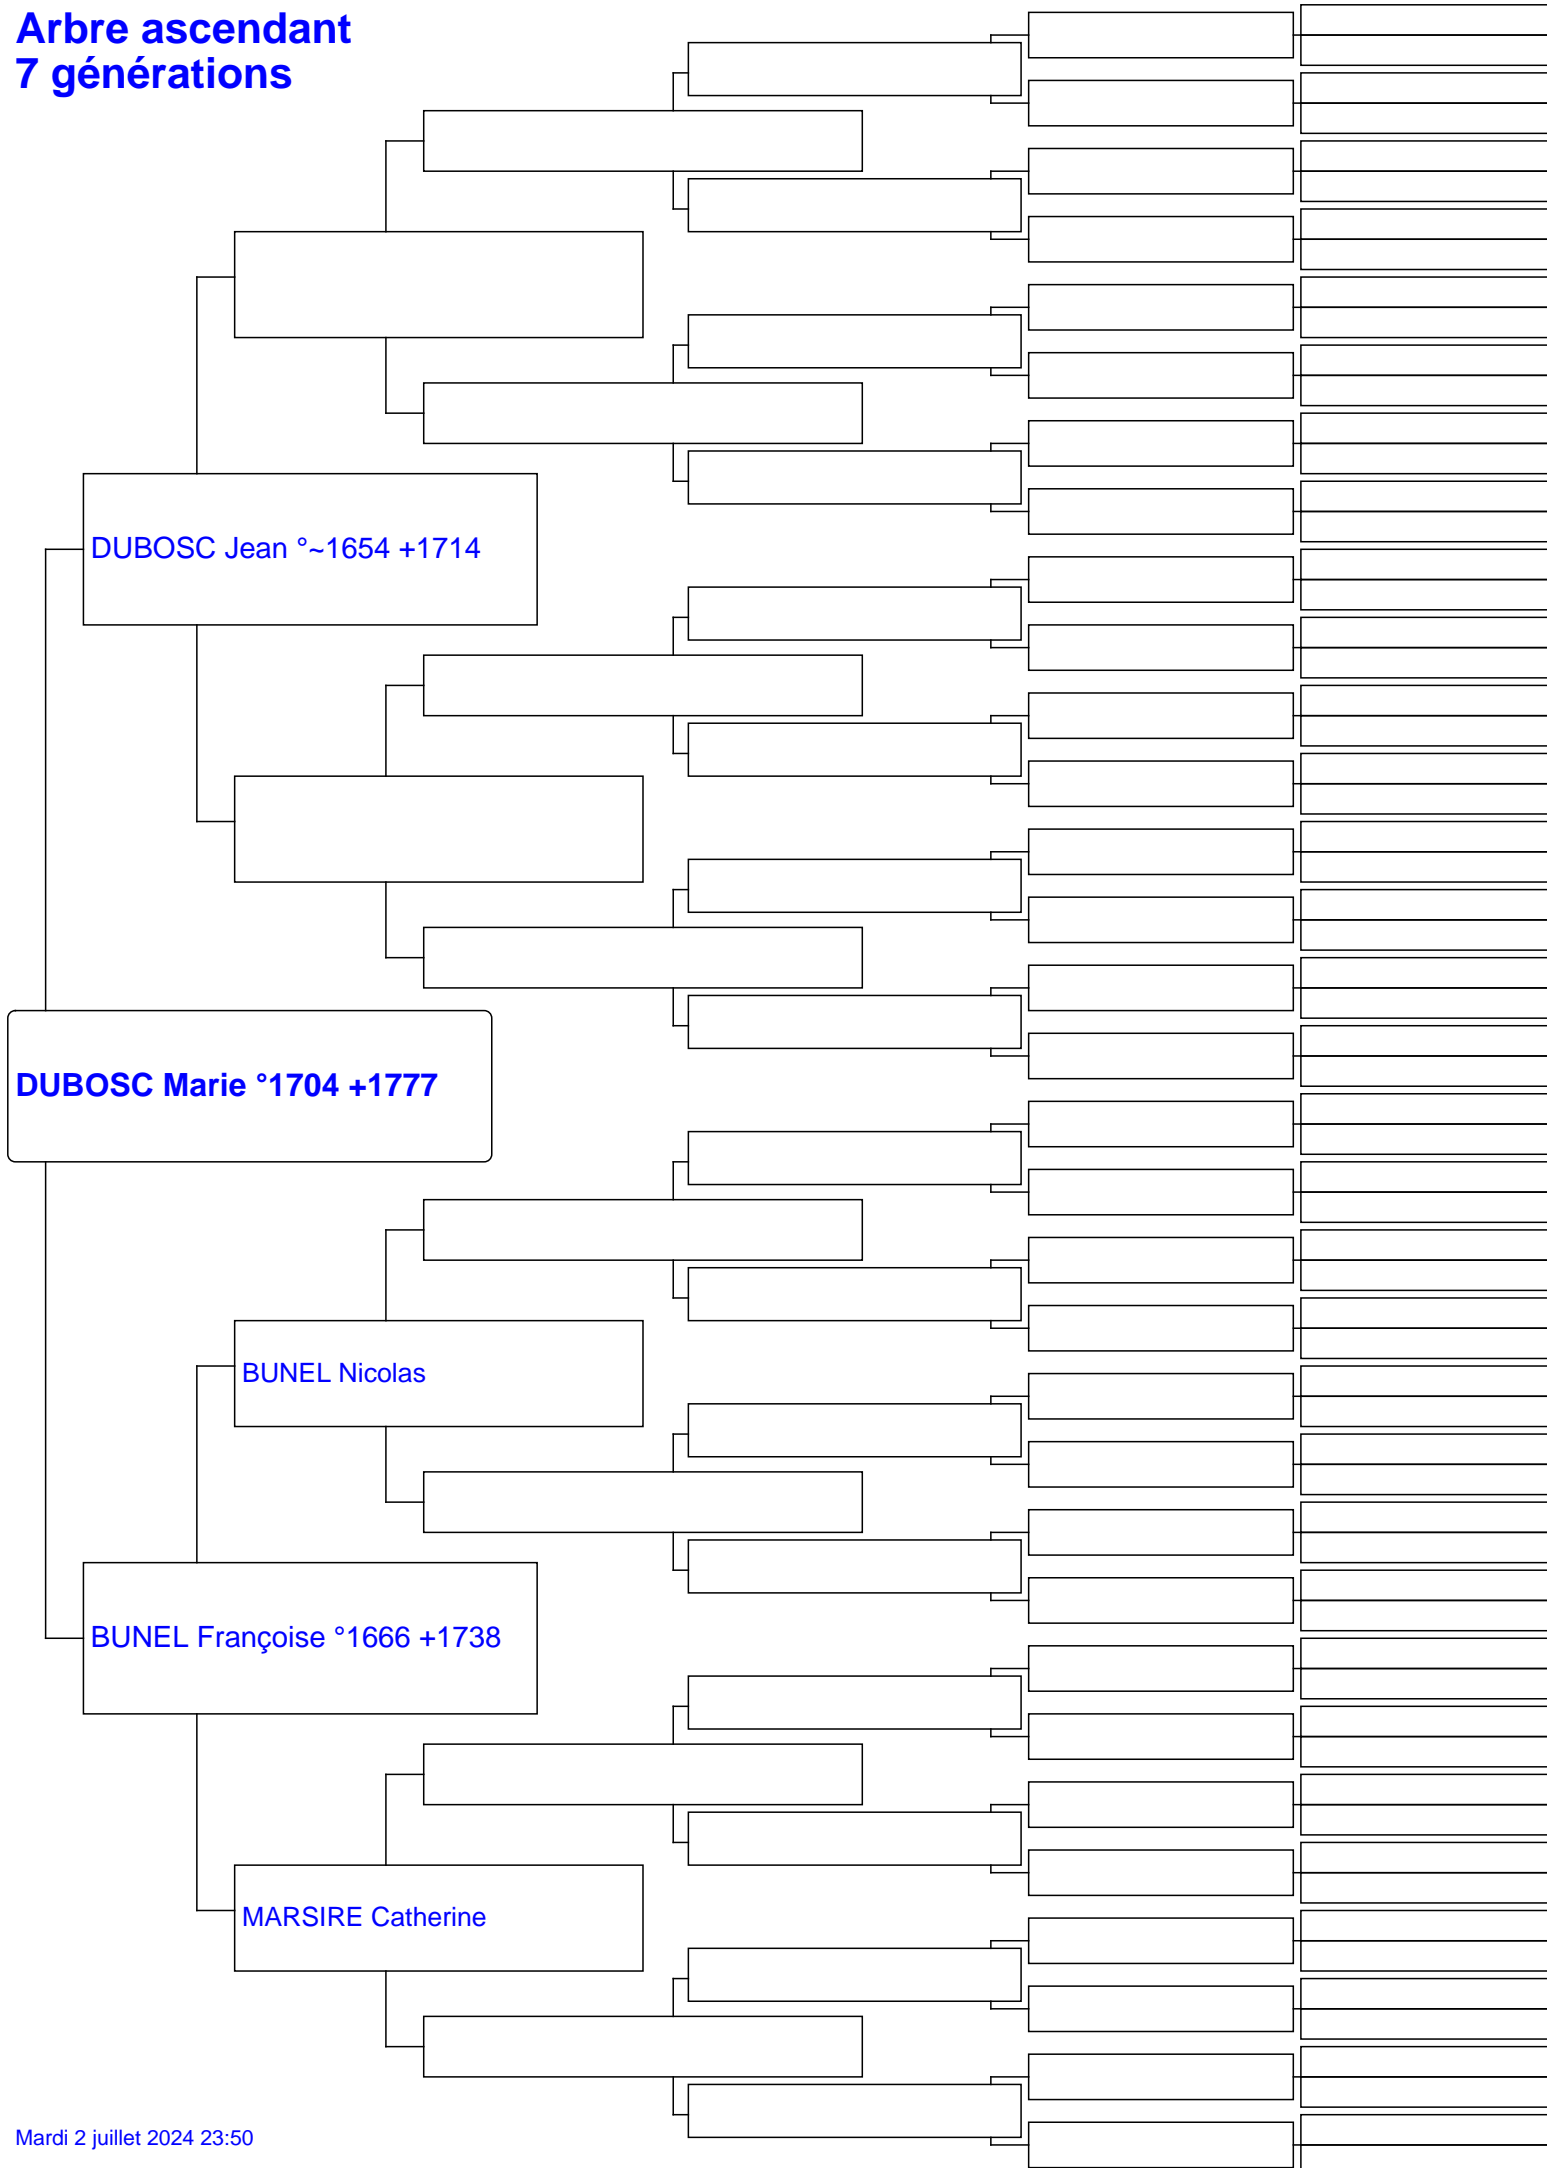 Arbre ascendant
7 générations
DUBOSC Jean °~1654 +1714
DUBOSC Marie °1704 +1777
BUNEL Nicolas
BUNEL Françoise °1666 +1738
MARSIRE Catherine
Mardi 2 juillet 2024 23:50